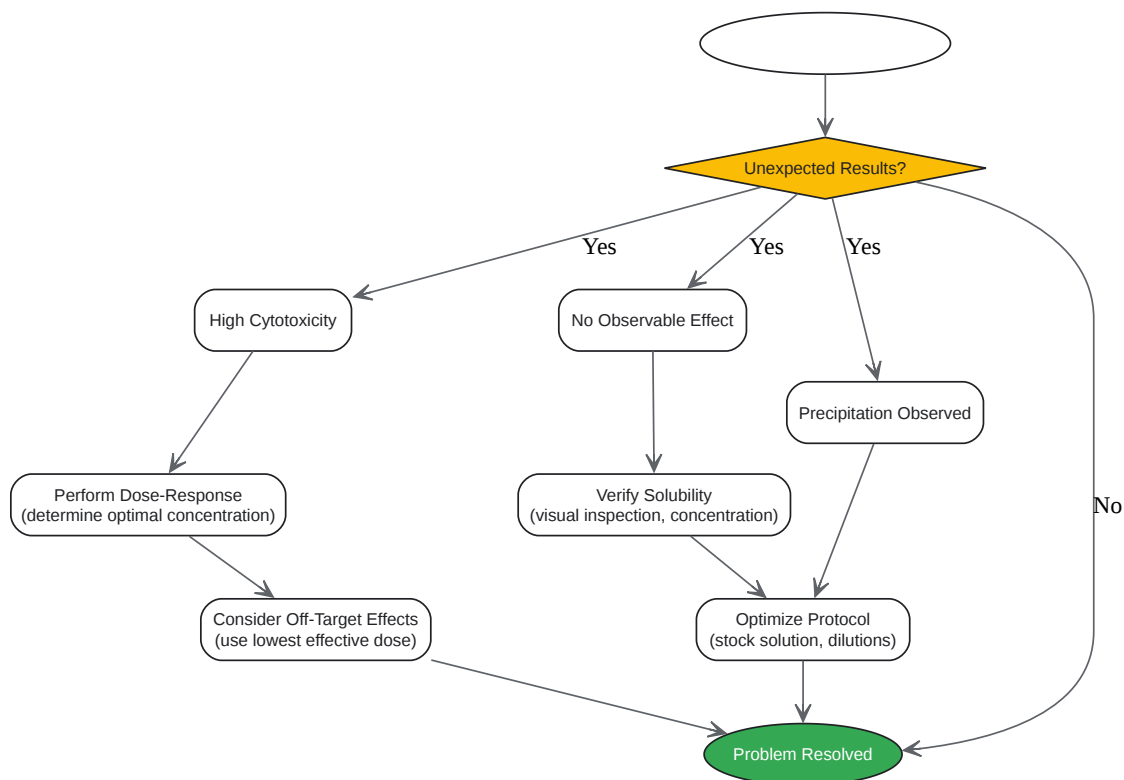 Unexpected Results?
Yes
Yes
Yes
High Cytotoxicity
No Observable Effect
Precipitation Observed
Perform Dose-Response
(determine optimal concentration)
Verify Solubility
(visual inspection, concentration)
No
Consider Off-Target Effects
(use lowest effective dose)
Optimize Protocol
(stock solution, dilutions)
Problem Resolved